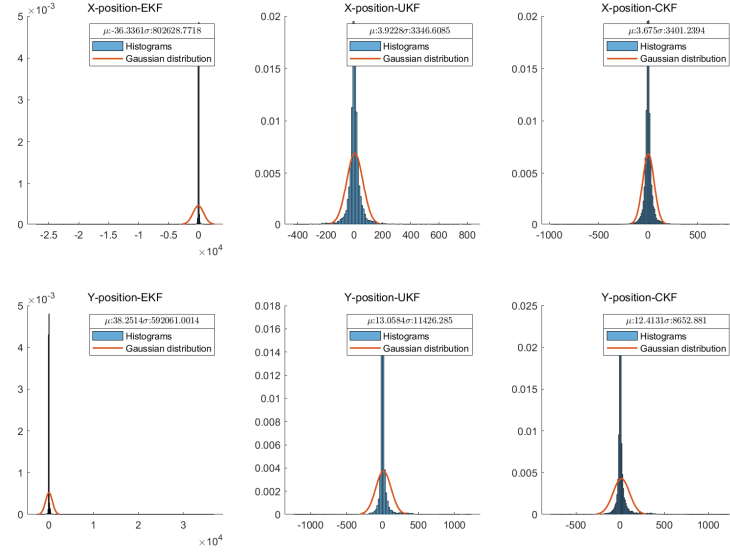 X-position-EKF
μ:-36.3361σ:802628.7718
Histograms
Gaussian distribution
5 ×10^-3
4
3
2
1
0
-2.5 -2 -1.5 -1 -0.5 0
×10^4
X-position-UKF
μ:3.9228σ:3346.6085
Histograms
Gaussian distribution
0.02
0.015
0.01
0.005
0
-400 -200 0 200 400 600 800
X-position-CKF
μ:3.675σ:3401.2394
Histograms
Gaussian distribution
0.02
0.015
0.01
0.005
0
-1000 -500 0 500
Y-position-EKF
μ:38.2514σ:592061.0014
Histograms
Gaussian distribution
5 ×10^-3
4
3
2
1
0
0 1 2 3
×10^4
Y-position-UKF
μ:13.0584σ:11426.285
Histograms
Gaussian distribution
0.018
0.016
0.014
0.012
0.01
0.008
0.006
0.004
0.002
0
-1000 -500 0 500 1000
Y-position-CKF
μ:12.4131σ:8652.881
Histograms
Gaussian distribution
0.025
0.02
0.015
0.01
0.005
0
-500 0 500 1000